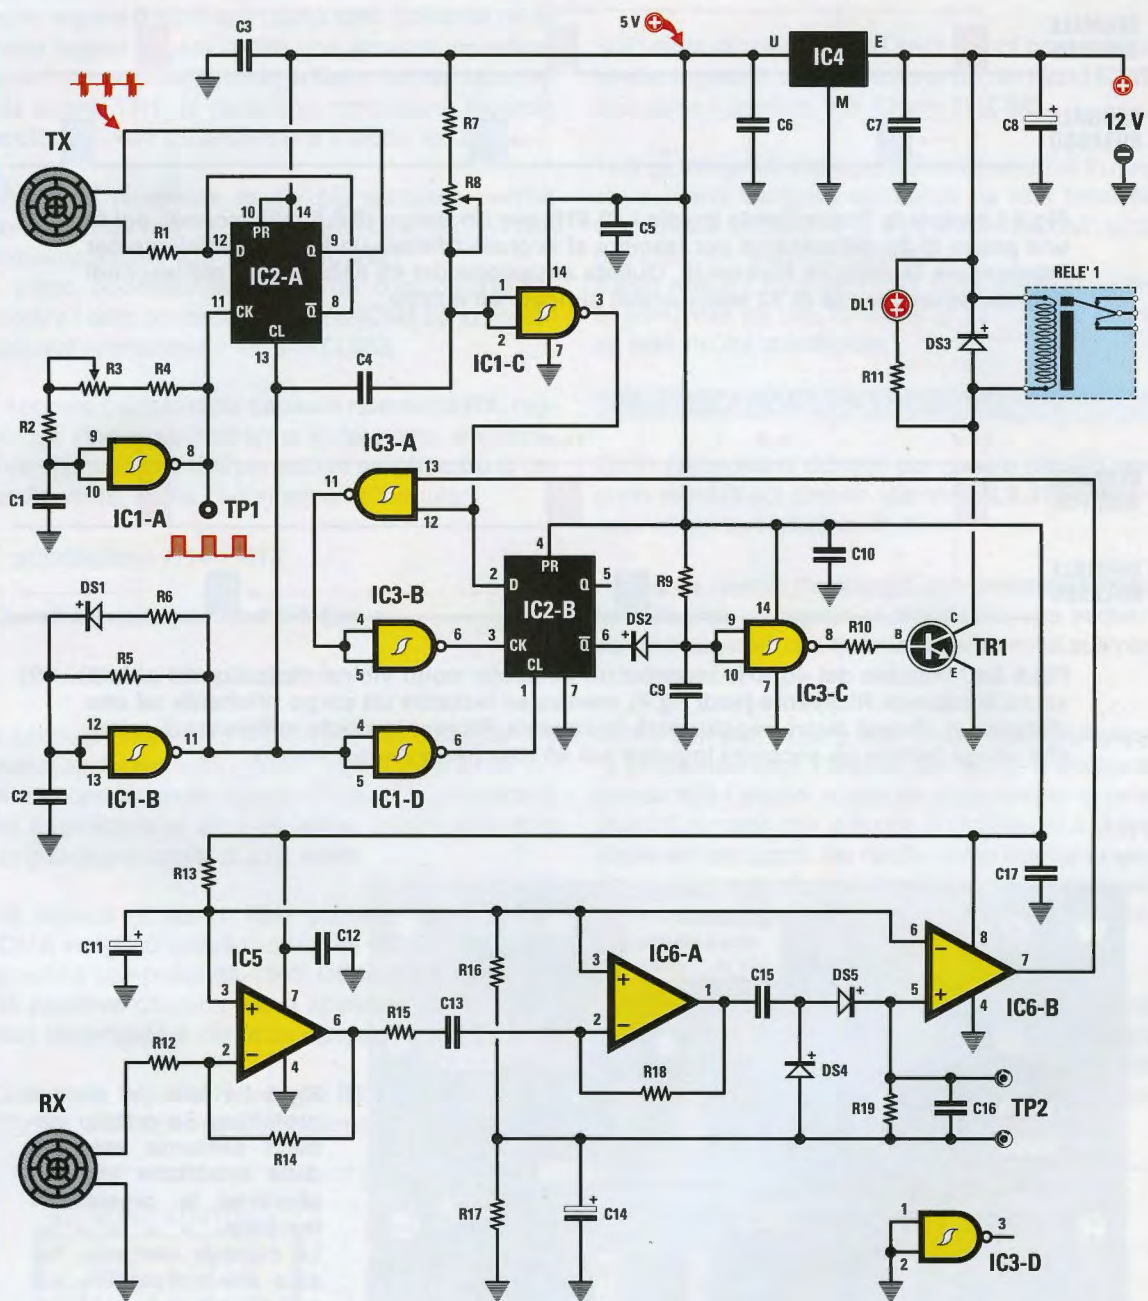 C3
5 V
U
IC4
E
M
C6
C7
C8
+
12 V
TX
R7
R8
C5
R1
10
14
PR
12
D
Q
9
IC2-A
11
CK
Q
8
CL
13
C4
1
2
14
3
7
IC1-C
DL1
R11
DS3
+
RELE' 1
R3
R4
R2
9
10
8
C1
IC1-A
TP1
IC3-A
11
13
12
DS1
+
R6
R5
12
13
11
C2
IC1-B
IC3-B
4
5
6
4
PR
2
D
Q
5
IC2-B
3
CK
Q
6
CL
1
7
4
5
6
IC1-D
R9
DS2
+
C9
C10
14
9
10
8
7
IC3-C
R10
B
C
E
TR1
R13
C11
+
C12
IC5
3
2
7
6
4
+
−
R12
RX
R14
R15
C13
R16
R17
C14
+
IC6-A
3
2
1
+
−
R18
C15
DS5
+
DS4
+
R19
C16
TP2
C17
6
5
8
7
4
−
+
IC6-B
1
2
3
IC3-D